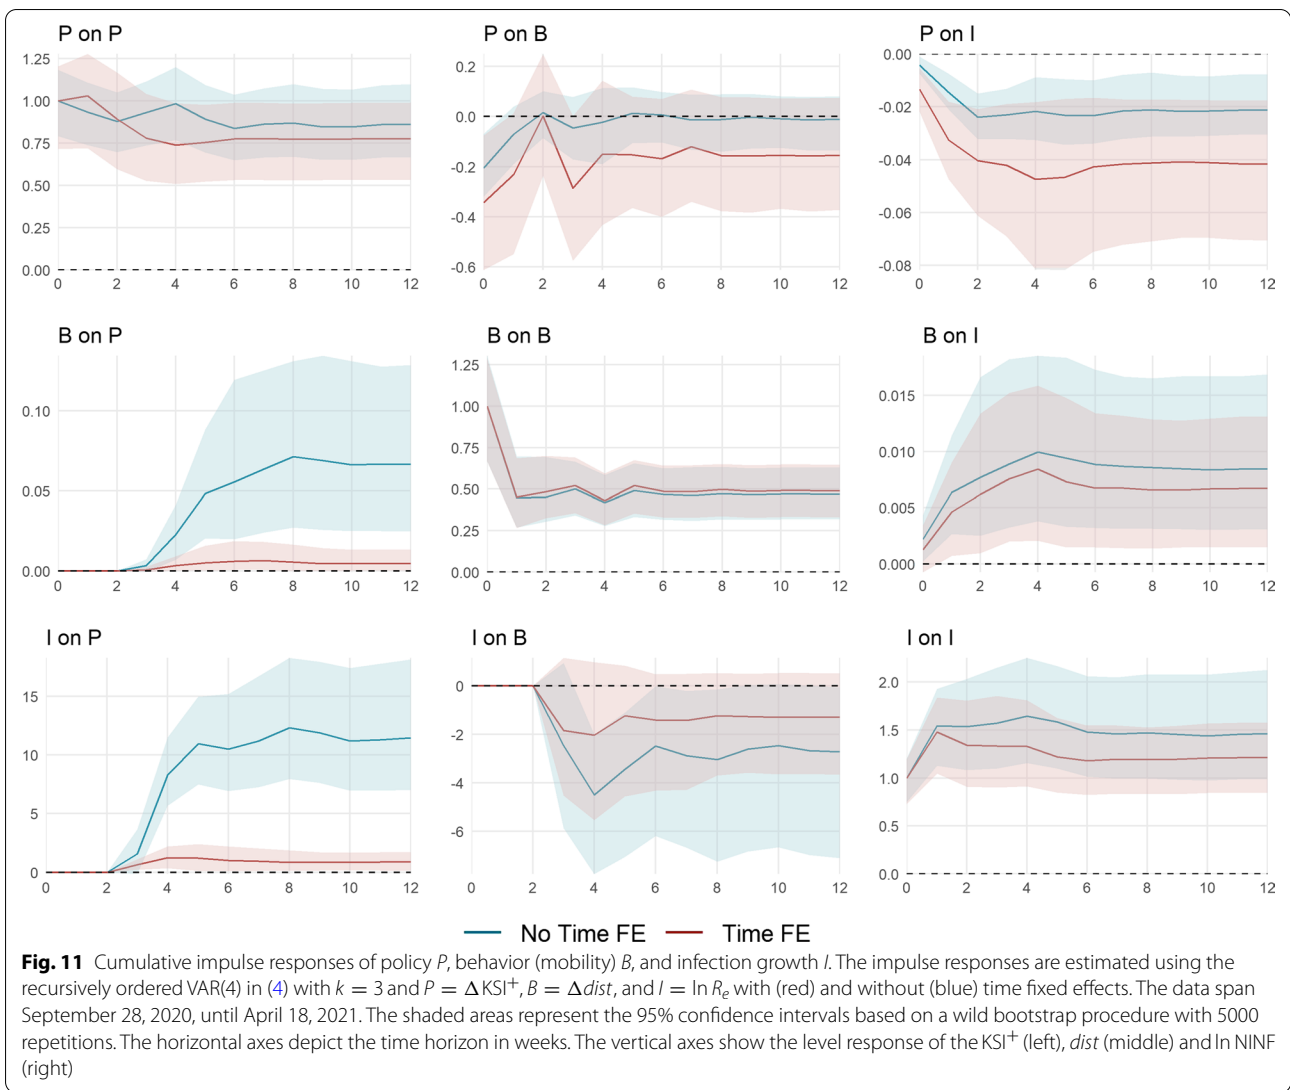 P on P
P on B
P on I
1.25
1.00
0.75
0.50
0.25
0.00
0 2 4 6 8 10 12
0.2
0.0
-0.2
-0.4
-0.6
0 2 4 6 8 10 12
0.00
-0.02
-0.04
-0.06
-0.08
0 2 4 6 8 10 12
B on P
B on B
B on I
0.10
0.05
0.00
0 2 4 6 8 10 12
1.25
1.00
0.75
0.50
0.25
0.00
0 2 4 6 8 10 12
0.015
0.010
0.005
0.000
0 2 4 6 8 10 12
I on P
I on B
I on I
15
10
5
0
0 2 4 6 8 10 12
0
-2
-4
-6
0 2 4 6 8 10 12
2.0
1.5
1.0
0.5
0.0
0 2 4 6 8 10 12
No Time FE Time FE
Fig. 11 Cumulative impulse responses of policy P, behavior (mobility) B, and infection growth I. The impulse responses are estimated using the
recursively ordered VAR(4) in (4) with k = 3 and P = ΔKSI⁺, B = Δdist, and I = ln Rₑ with (red) and without (blue) time fixed effects. The data span
September 28, 2020, until April 18, 2021. The shaded areas represent the 95% confidence intervals based on a wild bootstrap procedure with 5000
repetitions. The horizontal axes depict the time horizon in weeks. The vertical axes show the level response of the KSI⁺ (left), dist (middle) and ln NINF
(right)